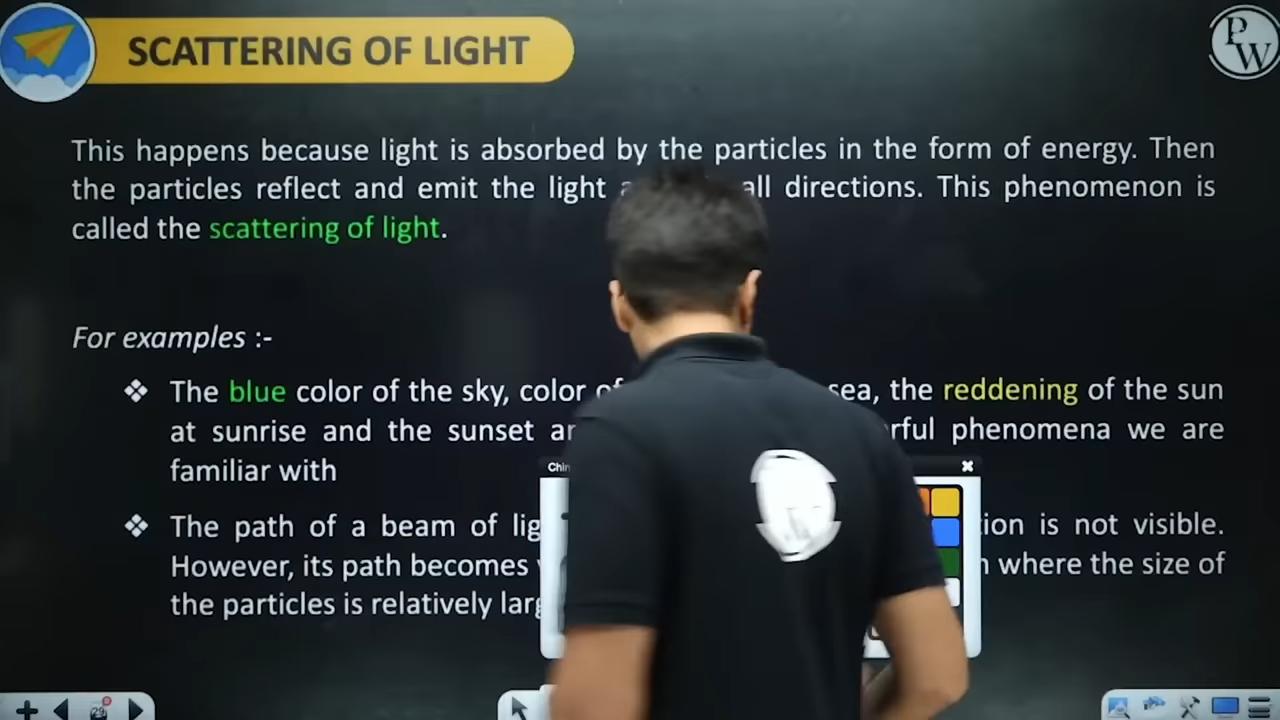 SCATTERING OF LIGHT
PW
This happens because light is absorbed by the particles in the form of energy. Then
the particles reflect and emit the light all directions. This phenomenon is
called the scattering of light.
For examples :-
❖ The blue color of the sky, color of sea, the reddening of the sun
at sunrise and the sunset phenomena we are
familiar with
❖ The path of a beam of is not visible.
However, its path becomes where the size of
the particles is relatively